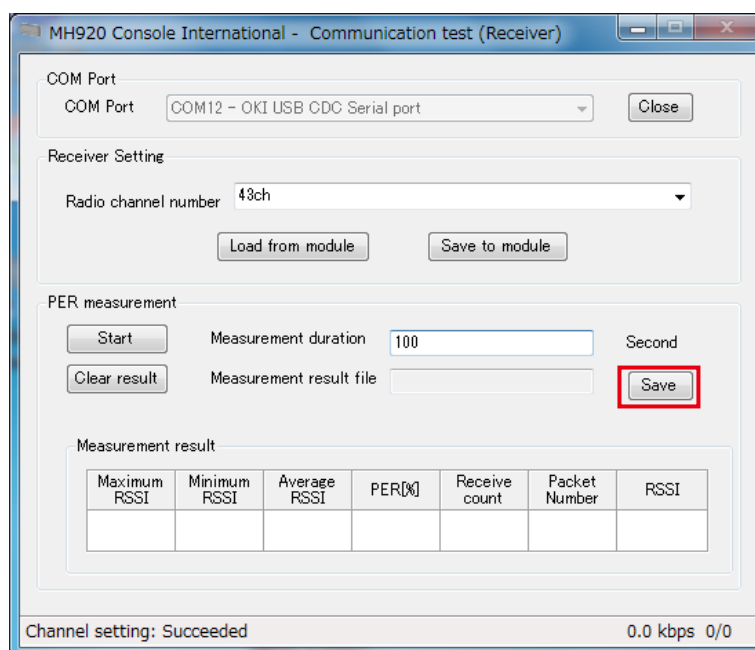 MH920 Console International - Communication test (Receiver)
COM Port
COM Port COM12 - OKI USB CDC Serial port Close
Receiver Setting
Radio channel number 43ch
Load from module Save to module
PER measurement
Start Measurement duration 100 Second
Clear result Measurement result file Save
Measurement result
Maximum RSSI Minimum RSSI Average RSSI PER[%] Receive count Packet Number RSSI
Channel setting: Succeeded 0.0 kbps 0/0